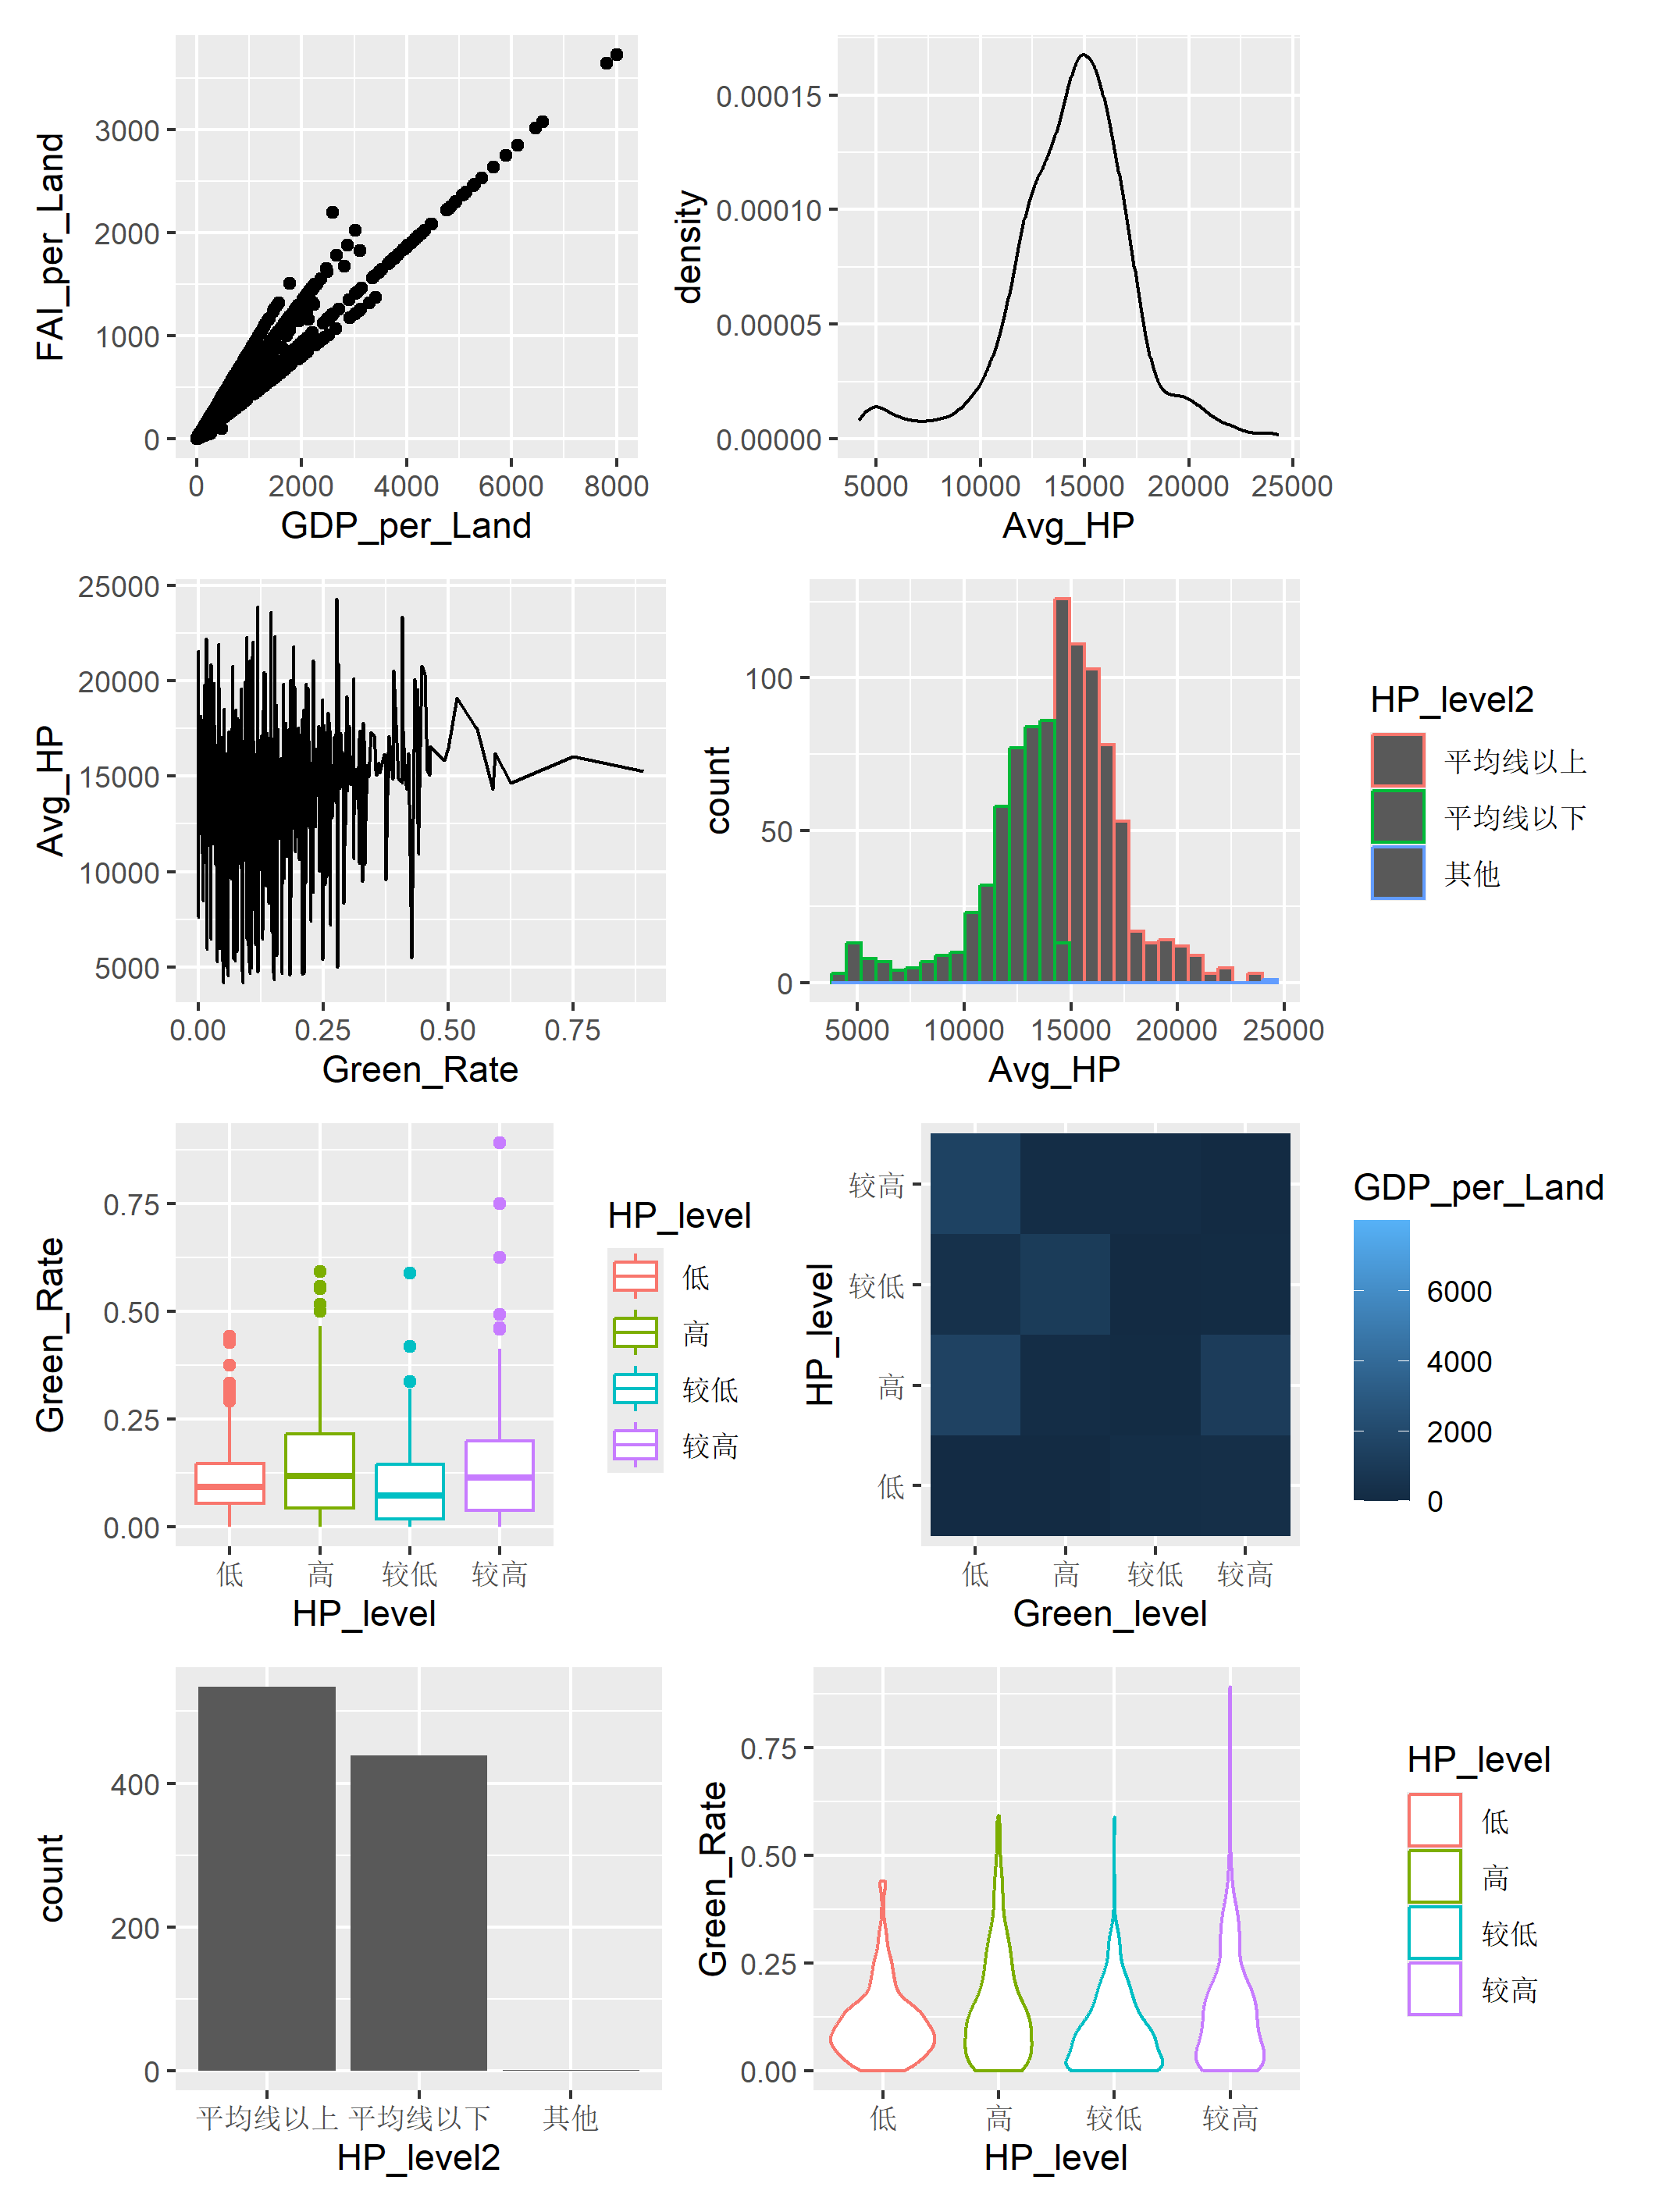 FAI_per_Land
3000
2000
1000
0
0 2000 4000 6000 8000
GDP_per_Land
density
0.00015
0.00010
0.00005
0.00000
5000 10000 15000 20000 25000
Avg_HP
Avg_HP
25000
20000
15000
10000
5000
0.00 0.25 0.50 0.75
Green_Rate
count
100
50
0
5000 10000 15000 20000 25000
Avg_HP
HP_level2
平均线以上
平均线以下
其他
Green_Rate
0.75
0.50
0.25
0.00
低 高 较低 较高
HP_level
HP_level
低
高
较低
较高
HP_level
较高
较低
高
低
低 高 较低 较高
Green_level
GDP_per_Land
6000
4000
2000
0
count
400
200
0
平均线以上 平均线以下 其他
HP_level2
Green_Rate
0.75
0.50
0.25
0.00
低 高 较低 较高
HP_level
HP_level
低
高
较低
较高